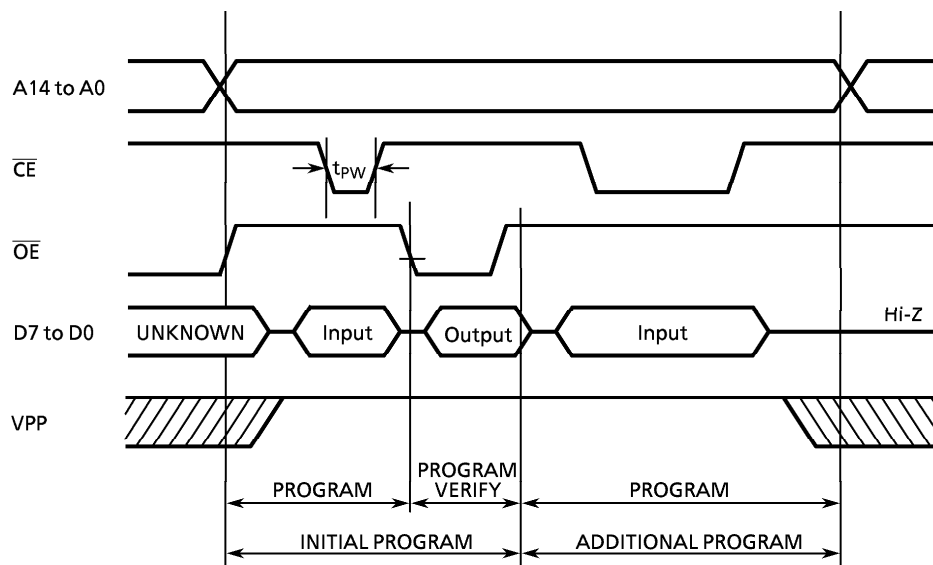 A14 to A0
CE
tPW
OE
D7 to D0
UNKNOWN
Input
Output
Input
Hi-Z
VPP
PROGRAM
PROGRAM
VERIFY
PROGRAM
INITIAL PROGRAM
ADDITIONAL PROGRAM